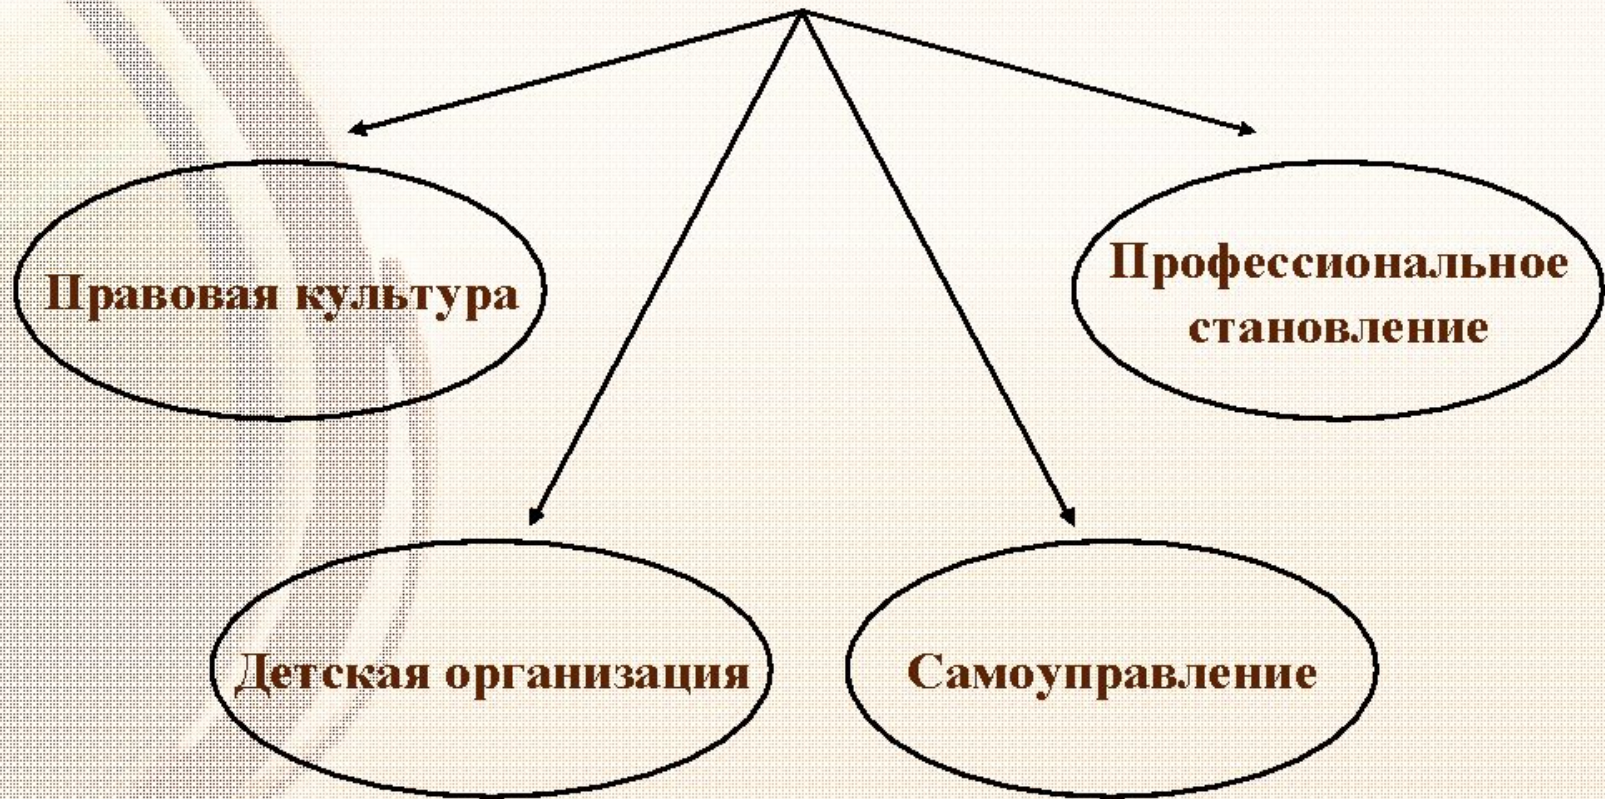 Правовая культура
Профессиональное
становление
Детская организация
Самоуправление